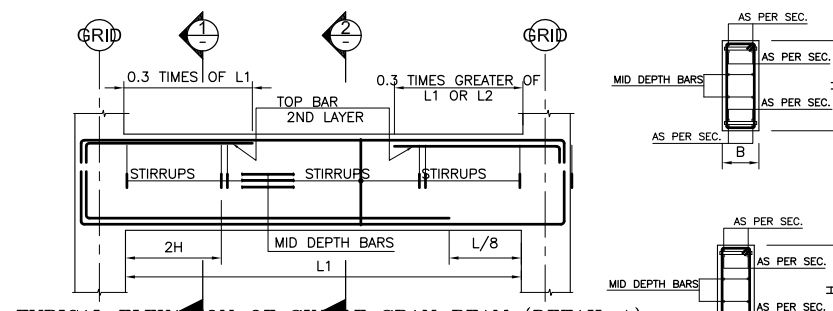 AS PER SEC.
GRID
1
-
2
-
GRID
0.3 TIMES OF L1
0.3 TIMES GREATER OF
L1 OR L2
TOP BAR
2ND LAYER
AS PER SEC.
MID DEPTH BARS
AS PER SEC.
AS PER SEC.
B
STIRRUPS
STIRRUPS
STIRRUPS
2H
MID DEPTH BARS
L/8
L1
AS PER SEC.
AS PER SEC.
MID DEPTH BARS
H
AS PER SEC.